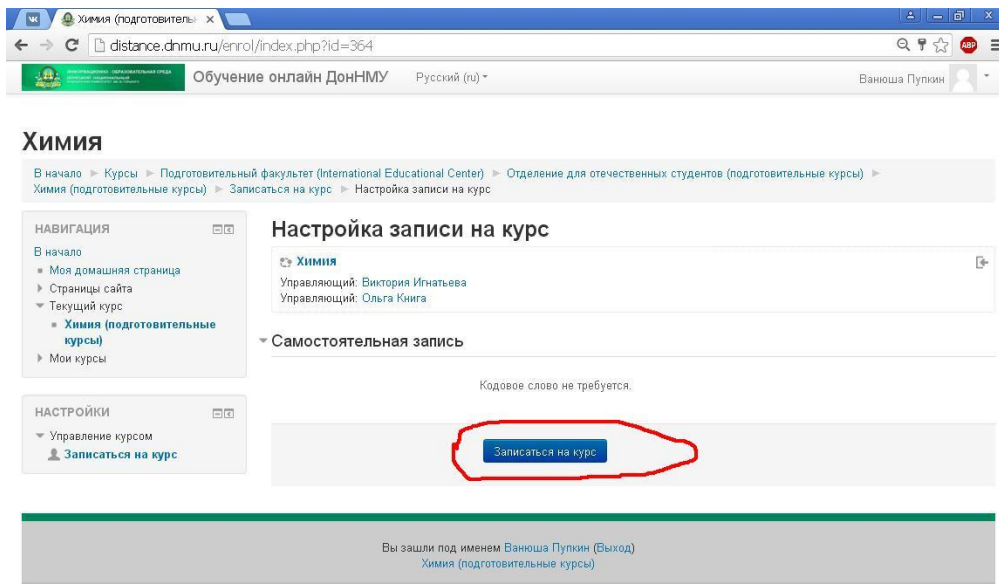 Химия (подготовитель
distance.dnmu.ru/enrol/index.php?id=364
ABP
Обучение онлайн ДонНМУ
Русский (ru)
Ванюша Пупкин
Химия
В начало ► Курсы ► Подготовительный факультет (International Educational Center) ► Отделение для отечественных студентов (подготовительные курсы) ►
Химия (подготовительные курсы) ► Записаться на курс ► Настройка записи на курс
НАВИГАЦИЯ
В начало
Моя домашняя страница
Страницы сайта
Текущий курс
Химия (подготовительные
курсы)
Мои курсы
НАСТРОЙКИ
Управление курсом
Записаться на курс
Настройка записи на курс
Химия
Управляющий: Виктория Игнатьева
Управляющий: Ольга Книга
Самостоятельная запись
Кодовое слово не требуется.
Записаться на курс
Вы зашли под именем Ванюша Пупкин (Выход)
Химия (подготовительные курсы)